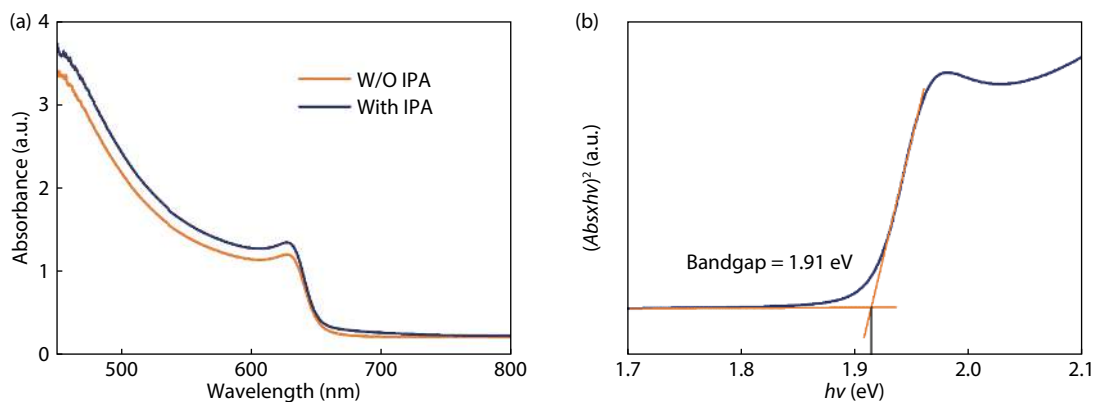 (a)
4
3
2
1
0
Absorbance (a.u.)
W/O IPA
With IPA
500
600
700
800
Wavelength (nm)
(b)
(Absxhv)²  (a.u.)
Bandgap = 1.91 eV
1.7
1.8
1.9
2.0
2.1
hv (eV)